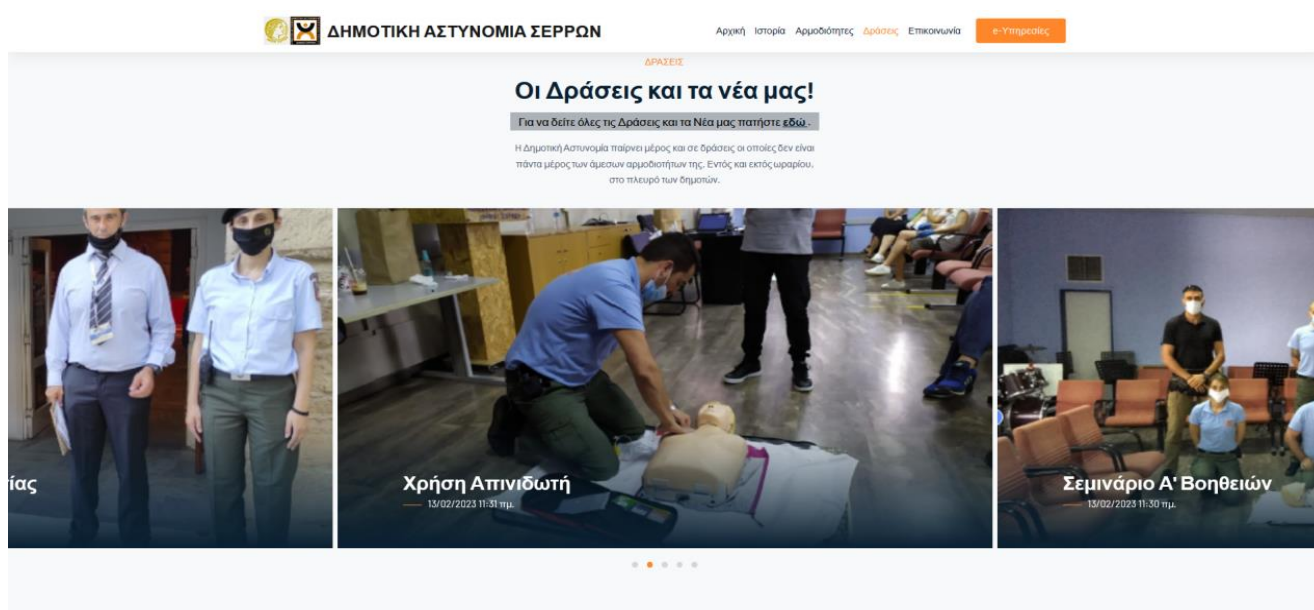 ΔΗΜΟΤΙΚΗ ΑΣΤΥΝΟΜΙΑ ΣΕΡΡΩΝ
Αρχική Ιστορία Αρμοδιότητες Δράσεις Επικοινωνία e-Υπηρεσίες
ΔΡΑΣΕΙΣ
Οι Δράσεις και τα νέα μας!
Για να δείτε όλες τις Δράσεις και τα Νέα μας πατήστε εδώ .
Η Δημοτική Αστυνομία παίρνει μέρος και σε δράσεις οι οποίες δεν είναι
πάντα μέρος των άμεσων αρμοδιοτήτων της. Εντός και εκτός ωραρίου,
στο πλευρό των δημοτών.
Χρήση Απινιδωτή
13/02/2023 11:31 πμ.
Σεμινάριο Α' Βοηθειών
13/02/2023 11:30 πμ.